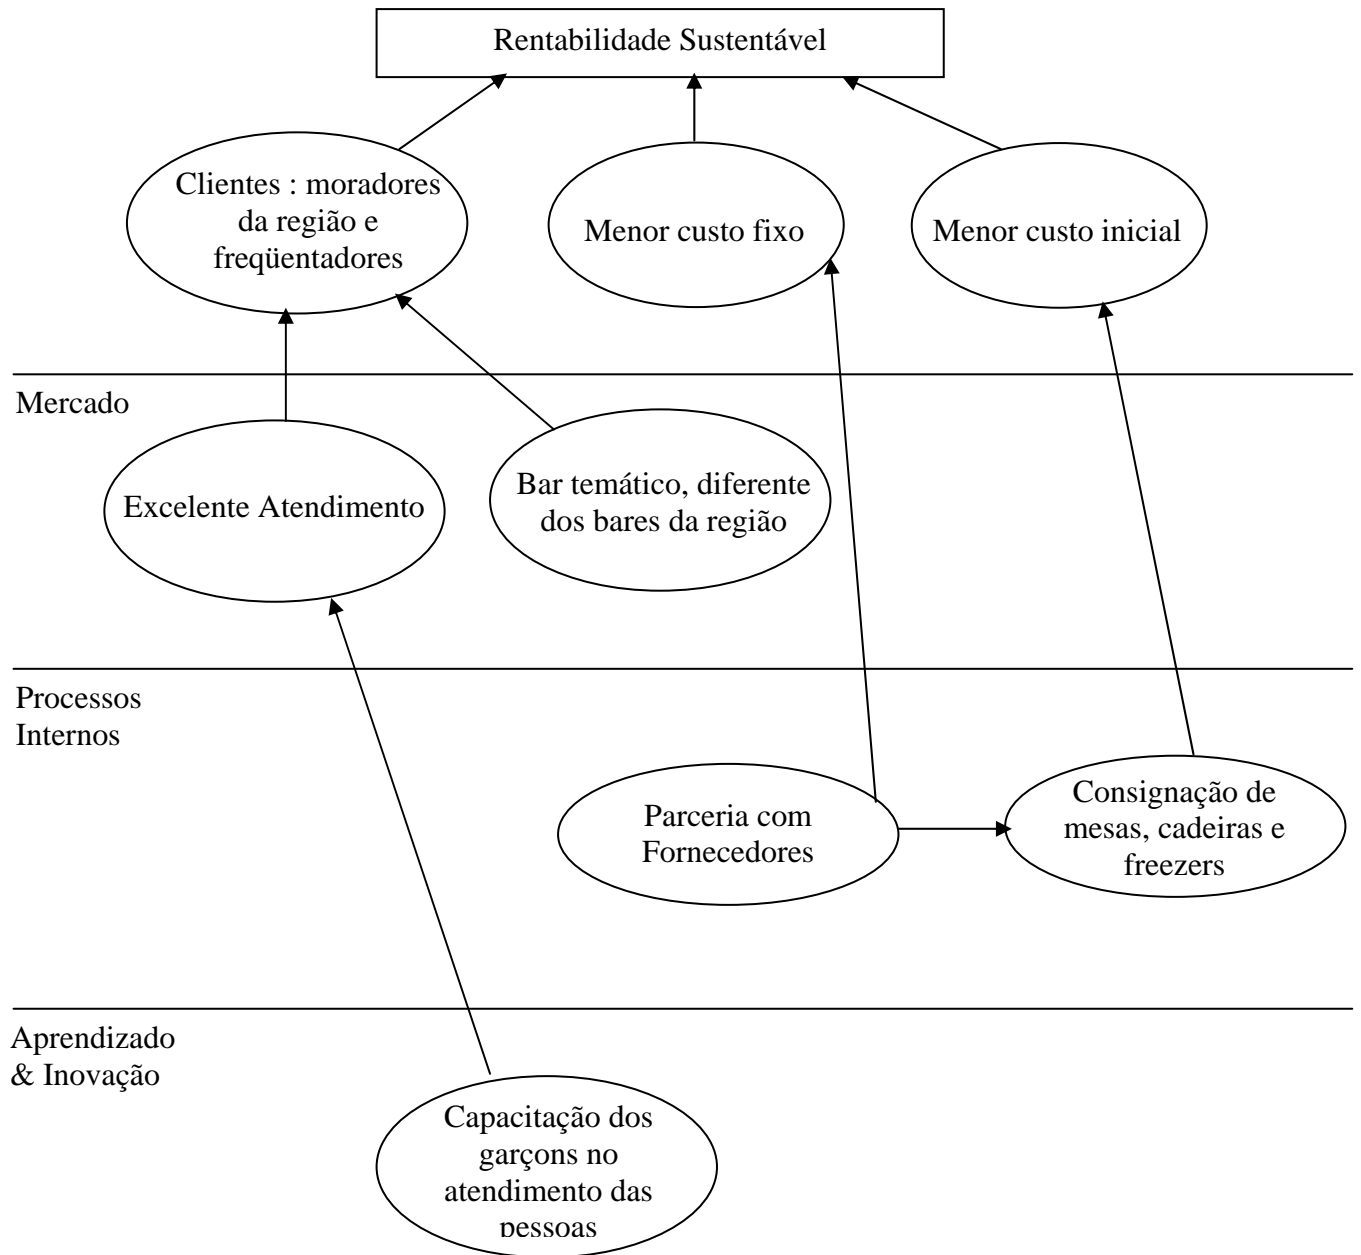 Rentabilidade Sustentável
Clientes : moradores
da região e
freqüentadores
Menor custo fixo
Menor custo inicial
Mercado
Excelente Atendimento
Bar temático, diferente
dos bares da região
Processos
Internos
Parceria com
Fornecedores
Consignação de
mesas, cadeiras e
freezers
Aprendizado
& Inovação
Capacitação dos
garçons no
atendimento das
pessoas